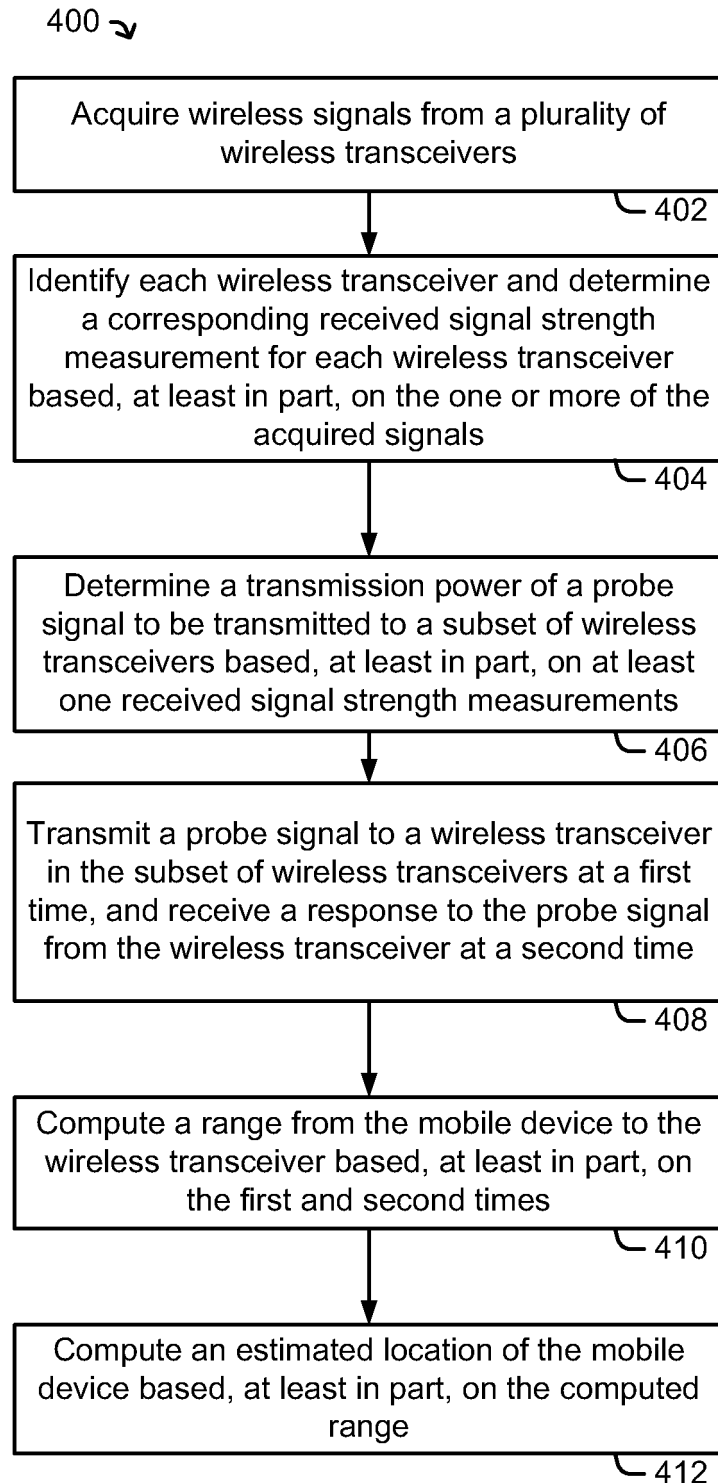 400
Acquire wireless signals from a plurality of
wireless transceivers
402
Identify each wireless transceiver and determine
a corresponding received signal strength
measurement for each wireless transceiver
based, at least in part, on the one or more of the
acquired signals
404
Determine a transmission power of a probe
signal to be transmitted to a subset of wireless
transceivers based, at least in part, on at least
one received signal strength measurements
406
Transmit a probe signal to a wireless transceiver
in the subset of wireless transceivers at a first
time, and receive a response to the probe signal
from the wireless transceiver at a second time
408
Compute a range from the mobile device to the
wireless transceiver based, at least in part, on
the first and second times
410
Compute an estimated location of the mobile
device based, at least in part, on the computed
range
412